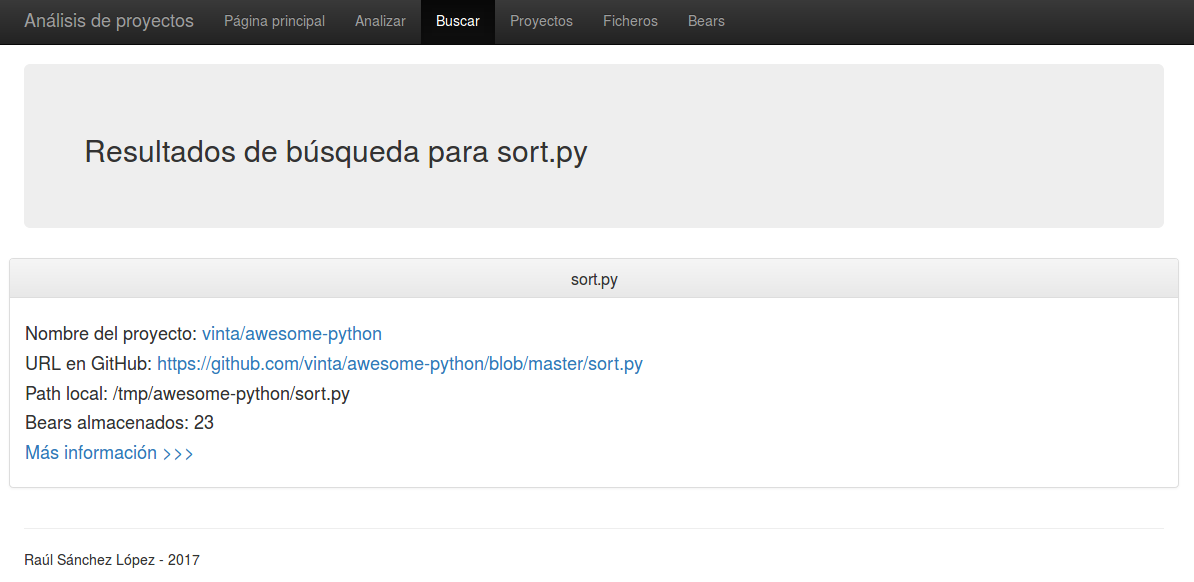 Análisis de proyectos Página principal Analizar Buscar Proyectos Ficheros Bears
Resultados de búsqueda para sort.py
sort.py
Nombre del proyecto: vinta/awesome-python
URL en GitHub: https://github.com/vinta/awesome-python/blob/master/sort.py
Path local: /tmp/awesome-python/sort.py
Bears almacenados: 23
Más información >>>
Raúl Sánchez López - 2017